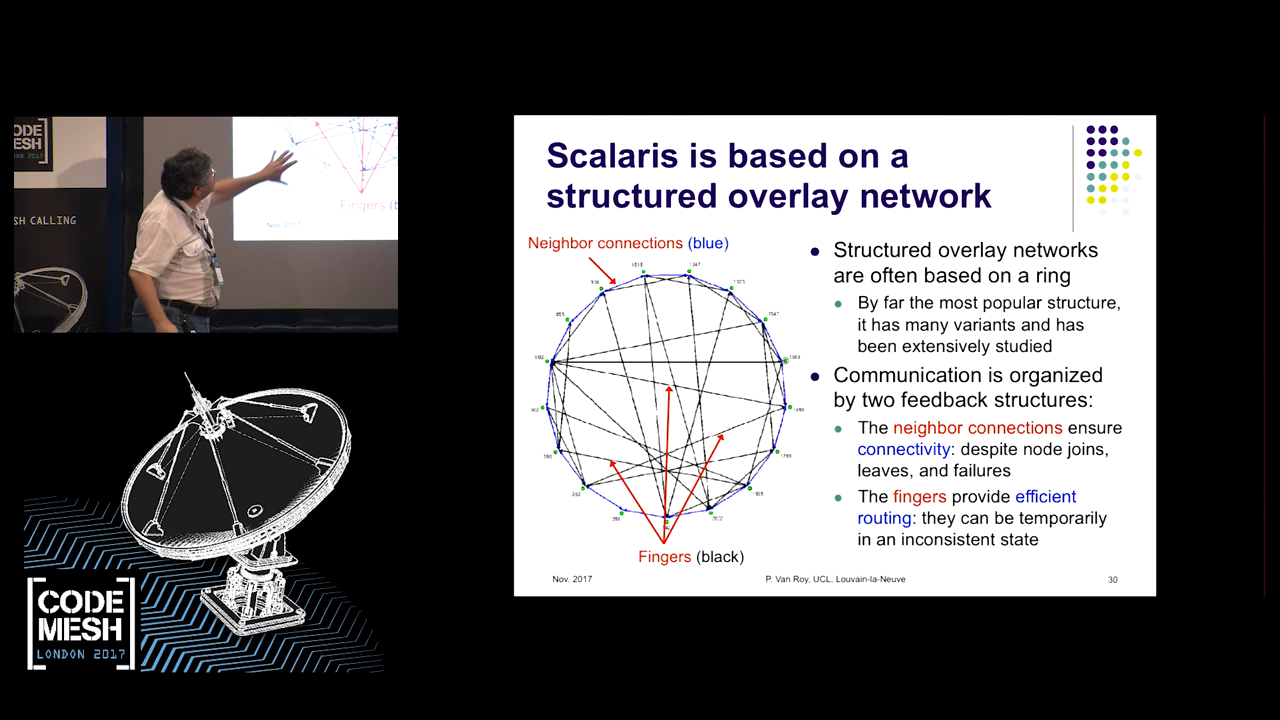 ODE
MESH
LONDON 2017
SH CALLING
Fingers (b
Nov. 2017
CODE
MESH
LONDON 2017
Scalaris is based on a
structured overlay network
Neighbor connections (blue)
Fingers (black)
Structured overlay networks
are often based on a ring
By far the most popular structure,
it has many variants and has
been extensively studied
Communication is organized
by two feedback structures:
The neighbor connections ensure
connectivity: despite node joins,
leaves, and failures
The fingers provide efficient
routing: they can be temporarily
in an inconsistent state
Nov. 2017
P. Van Roy, UCL, Louvain-la-Neuve
30